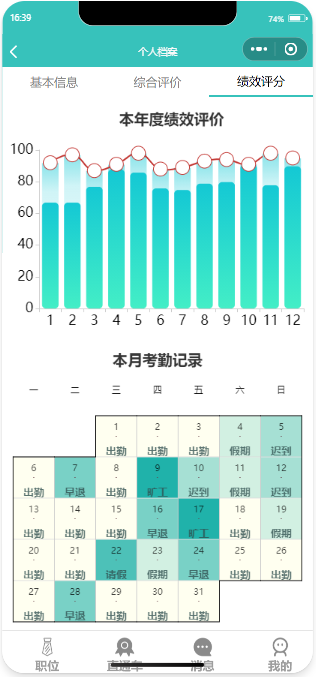 16:39
74%
个人档案
基本信息 综合评价 绩效评分
本年度绩效评价
100
80
60
40
20
0
1 2 3 4 5 6 7 8 9 10 11 12
本月考勤记录
一 二 三 四 五 六 日
1 2 3 4 5
- - - - -
出勤 出勤 出勤 假期 迟到
6 7 8 9 10 11 12
- - - - - - -
出勤 早退 出勤 旷工 迟到 假期 迟到
13 14 15 16 17 18 19
- - - - - - -
出勤 出勤 出勤 早退 旷工 出勤 假期
20 21 22 23 24 25 26
- - - - - - -
出勤 出勤 请假 假期 早退 出勤 出勤
27 28 29 30 31
- - - - -
出勤 早退 出勤 出勤 出勤
职位 直通车 消息 我的